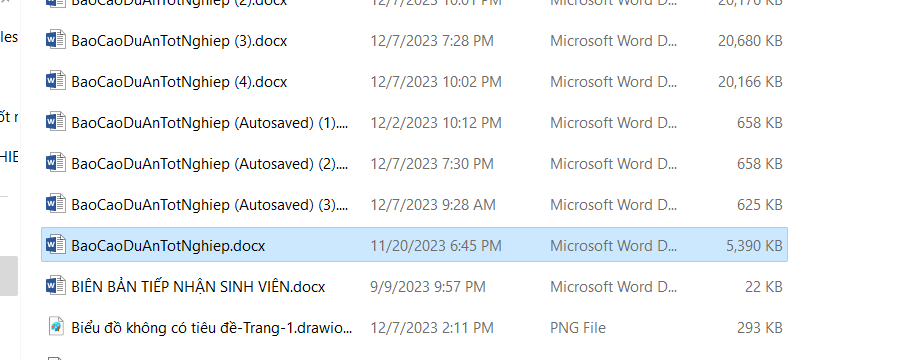 BaoCaoDuAnTotNghiep (2).docx 12/7/2023 10:01 PM Microsoft Word D... 20,176 KB
les
BaoCaoDuAnTotNghiep (3).docx 12/7/2023 7:28 PM Microsoft Word D... 20,680 KB
BaoCaoDuAnTotNghiep (4).docx 12/7/2023 10:02 PM Microsoft Word D... 20,166 KB
ốt r
BaoCaoDuAnTotNghiep (Autosaved) (1).... 12/2/2023 10:12 PM Microsoft Word D... 658 KB
HIE
BaoCaoDuAnTotNghiep (Autosaved) (2).... 12/7/2023 7:30 PM Microsoft Word D... 658 KB
BaoCaoDuAnTotNghiep (Autosaved) (3).... 12/7/2023 9:28 AM Microsoft Word D... 625 KB
BaoCaoDuAnTotNghiep.docx 11/20/2023 6:45 PM Microsoft Word D... 5,390 KB
BIÊN BẢN TIẾP NHẬN SINH VIÊN.docx 9/9/2023 9:57 PM Microsoft Word D... 22 KB
Biểu đồ không có tiêu đề-Trang-1.drawio... 12/7/2023 2:11 PM PNG File 293 KB